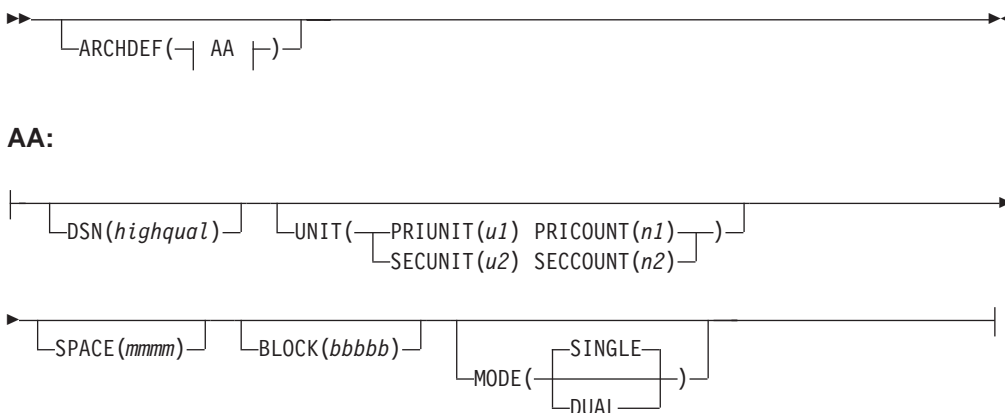 ARCHDEF( AA )
AA:
DSN(highqual) UNIT( PRIUNIT(u1) PRICOUNT(n1) )
SECUNIT(u2) SECCOUNT(n2)
SPACE(mmmm) BLOCK(bbbbb) SINGLE
MODE( )
DUAL